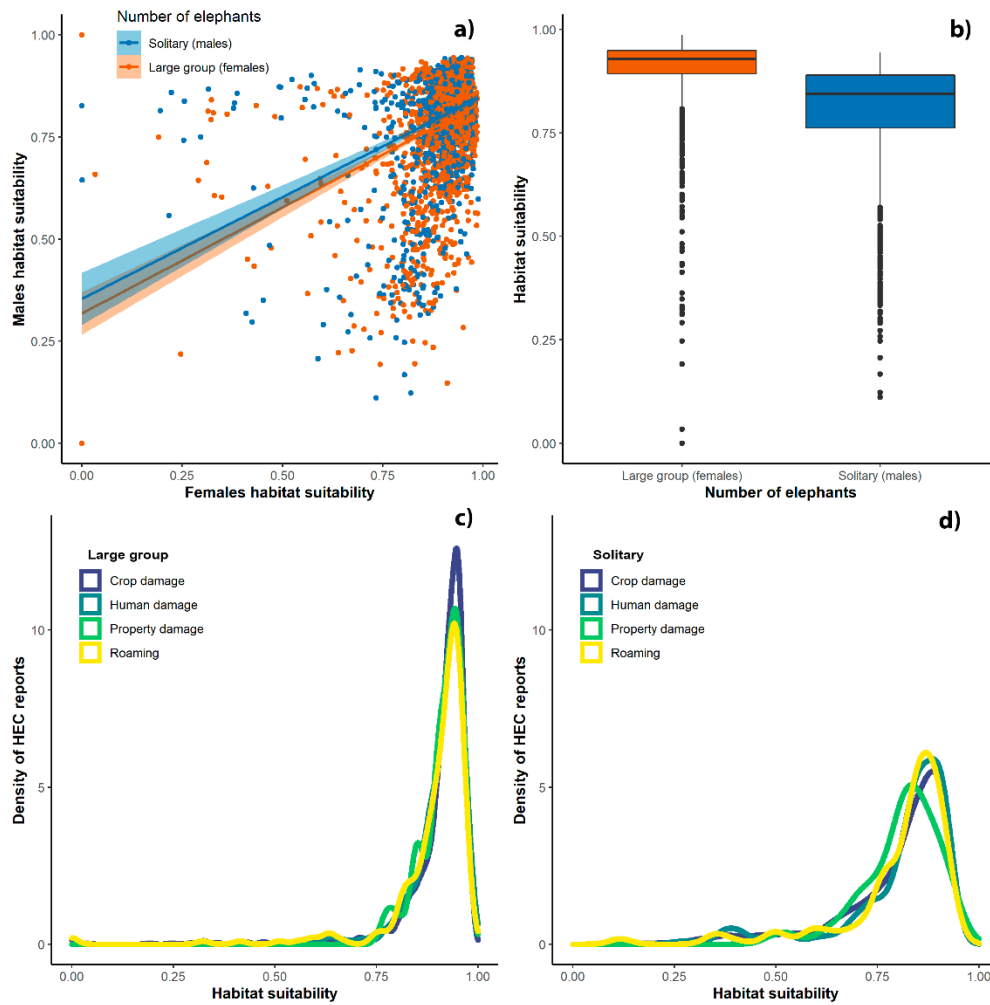 Number of elephants
Solitary (males)
Large group (females)
a)
1.00
0.75
0.50
0.25
0.00
Males habitat suitability
0.00 0.25 0.50 0.75 1.00
Females habitat suitability
b)
1.00
0.75
0.50
0.25
0.00
Habitat suitability
Large group (females) Solitary (males)
Number of elephants
c)
Large group
Crop damage
Human damage
Property damage
Roaming
10
5
0
Density of HEC reports
0.00 0.25 0.50 0.75 1.00
Habitat suitability
d)
Solitary
Crop damage
Human damage
Property damage
Roaming
10
5
0
Density of HEC reports
0.00 0.25 0.50 0.75 1.00
Habitat suitability